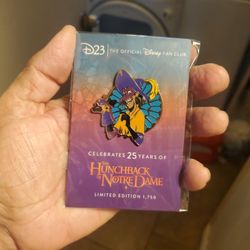 D23 | THE OFFICIAL Disney FAN CLUB
CELEBRATES 25 YEARS OF
THE
HUNCHBACK
OF
NOTRE DAME
LIMITED EDITION 1,750